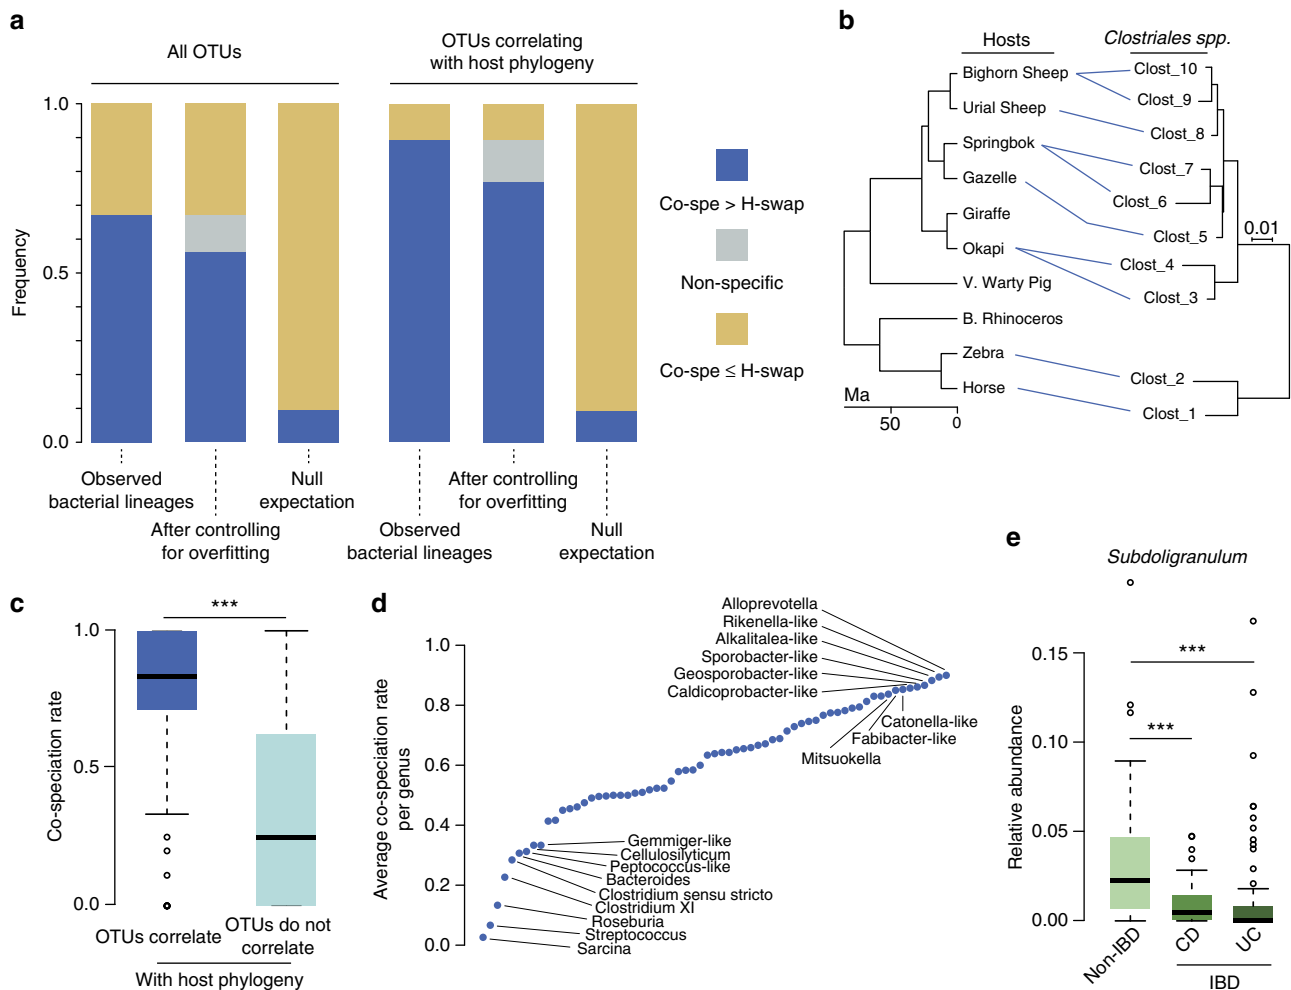 a
All OTUs
OTUs correlating
with host phylogeny
Frequency
1.0
0.5
0.0
Observed
bacterial lineages
After controlling
for overfitting
Null
expectation
Observed
bacterial lineages
After controlling
for overfitting
Null
expectation
Co-spe > H-swap
Non-specific
Co-spe ≤ H-swap
b
Hosts
Clostriales spp.
Bighorn Sheep
Urial Sheep
Springbok
Gazelle
Giraffe
Okapi
V. Warty Pig
B. Rhinoceros
Zebra
Horse
Clost_10
Clost_9
Clost_8
Clost_7
Clost_6
Clost_5
Clost_4
Clost_3
Clost_2
Clost_1
0.01
Ma
50
0
c
***
Co-speciation rate
1.0
0.5
0.0
OTUs correlate
OTUs do not
correlate
With host phylogeny
d
Average co-speciation rate
per genus
1.0
0.8
0.6
0.4
0.2
0.0
Alloprevotella
Rikenella-like
Alkalitalea-like
Sporobacter-like
Geosporobacter-like
Caldicoprobacter-like
Catonella-like
Fabibacter-like
Mitsuokella
Gemmiger-like
Cellulosilyticum
Peptococcus-like
Bacteroides
Clostridium sensu stricto
Clostridium XI
Roseburia
Streptococcus
Sarcina
e
Subdoligranulum
Relative abundance
0.15
0.10
0.05
0.00
***
***
Non-IBD
CD
UC
IBD